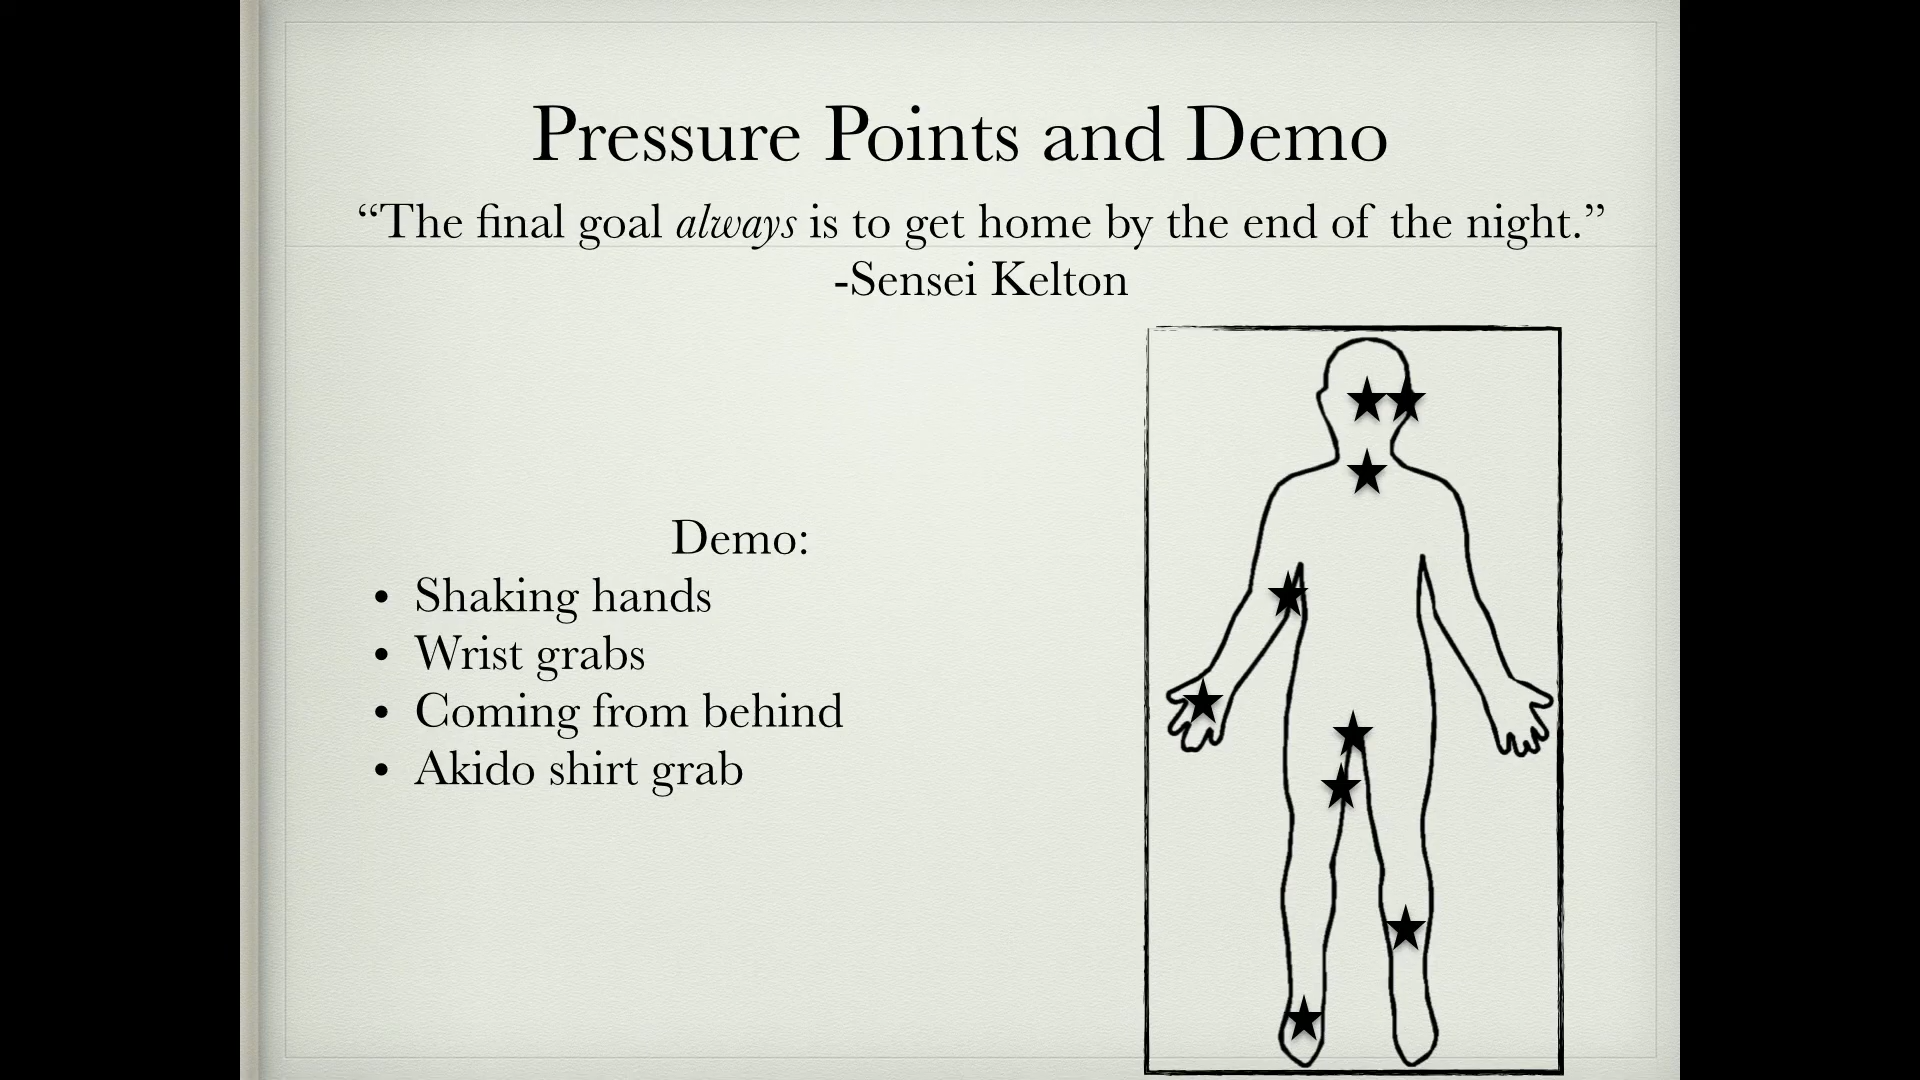 Pressure Points and Demo
“The final goal always is to get home by the end of the night.”
-Sensei Kelton
Demo:
• Shaking hands
• Wrist grabs
• Coming from behind
• Akido shirt grab